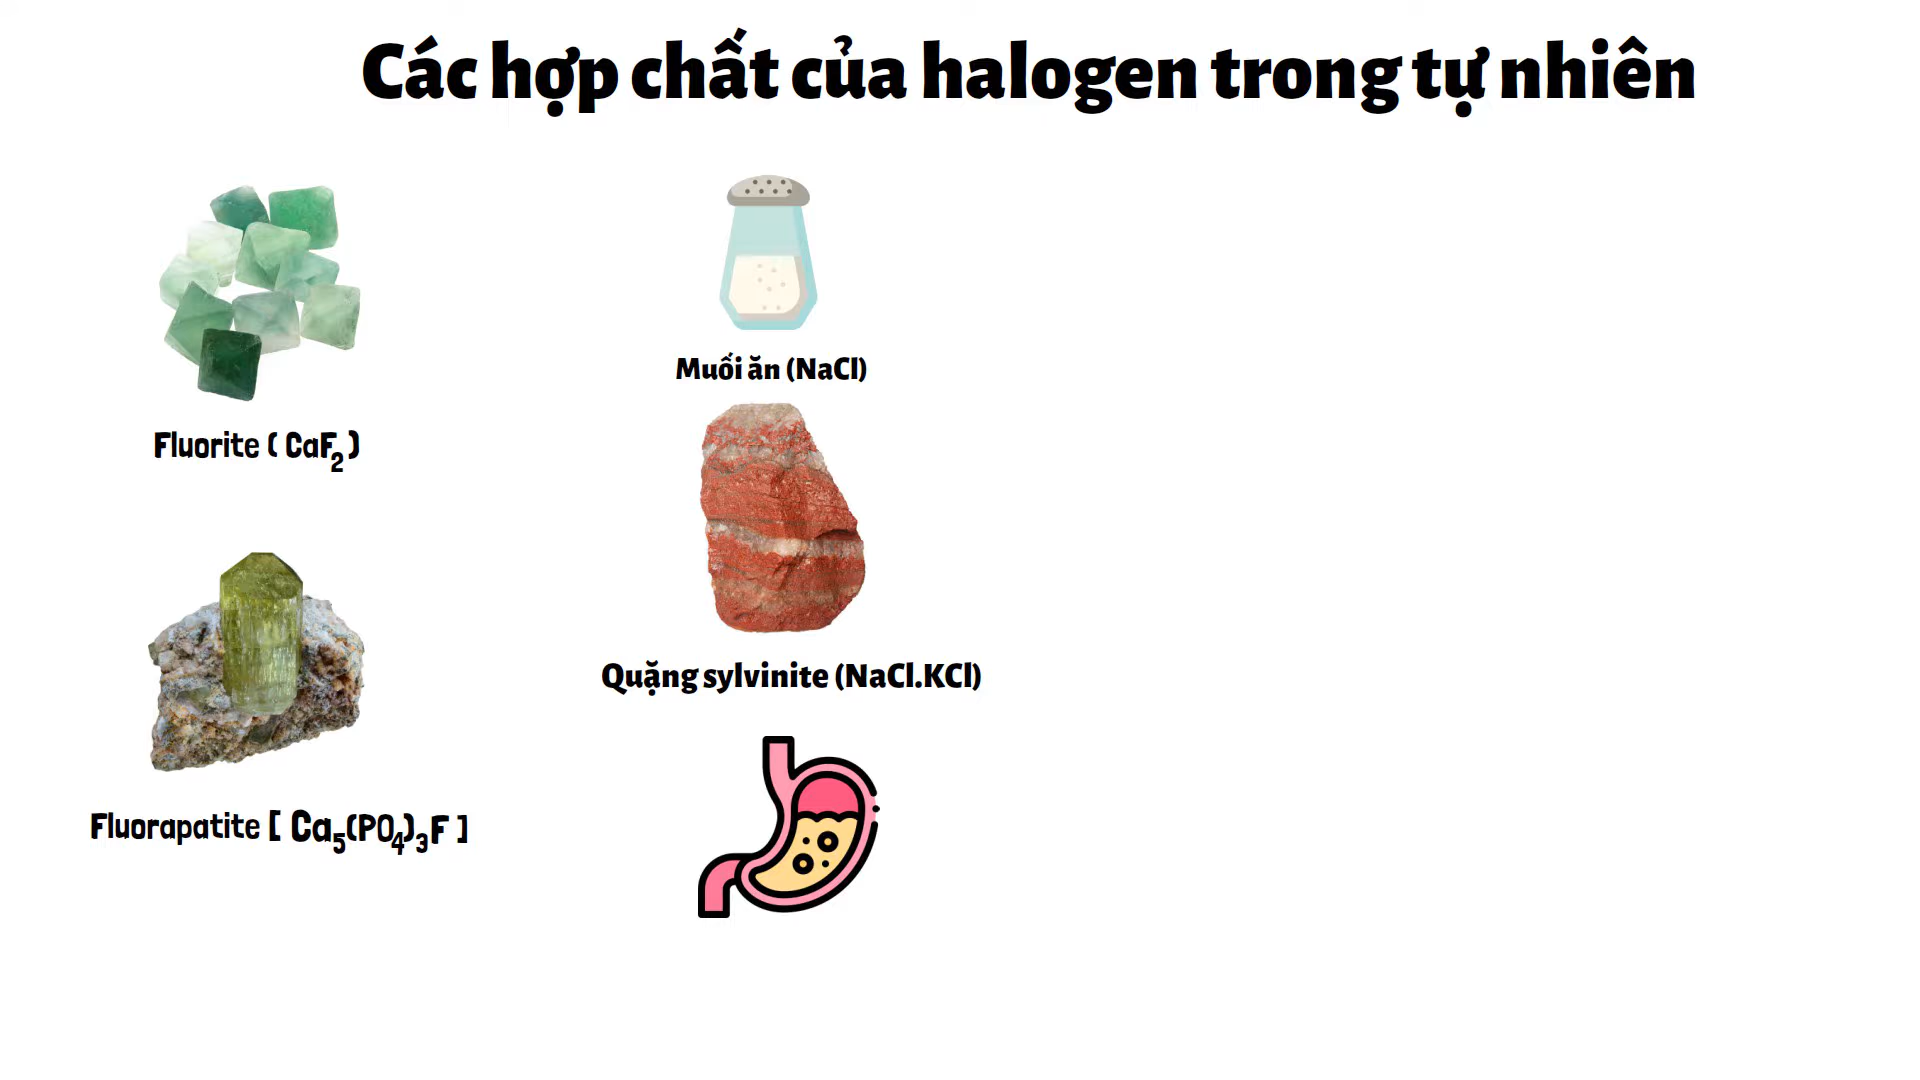 Các hợp chất của halogen trong tự nhiên
Fluorite ( CaF₂ )
Fluorapatite [ Ca₅(PO₄)₃F ]
Muối ăn (NaCl)
Quặng sylvinite (NaCl.KCl)